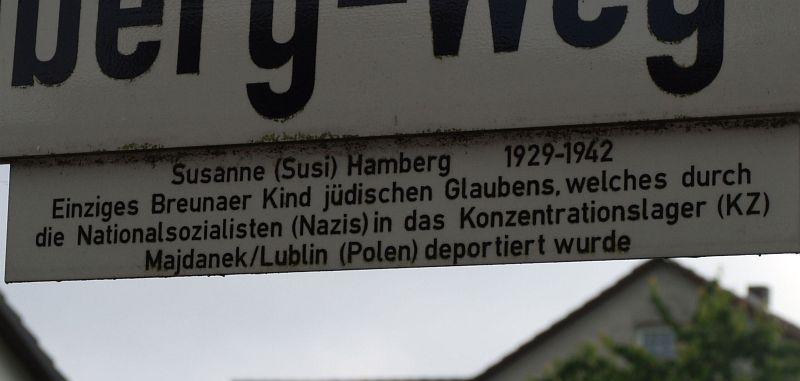 berg-Weg
Susanne (Susi) Hamberg 1929-1942
Einziges Breunaer Kind jüdischen Glaubens, welches durch
die Nationalsozialisten (Nazis) in das Konzentrationslager (KZ)
Majdanek/Lublin (Polen) deportiert wurde